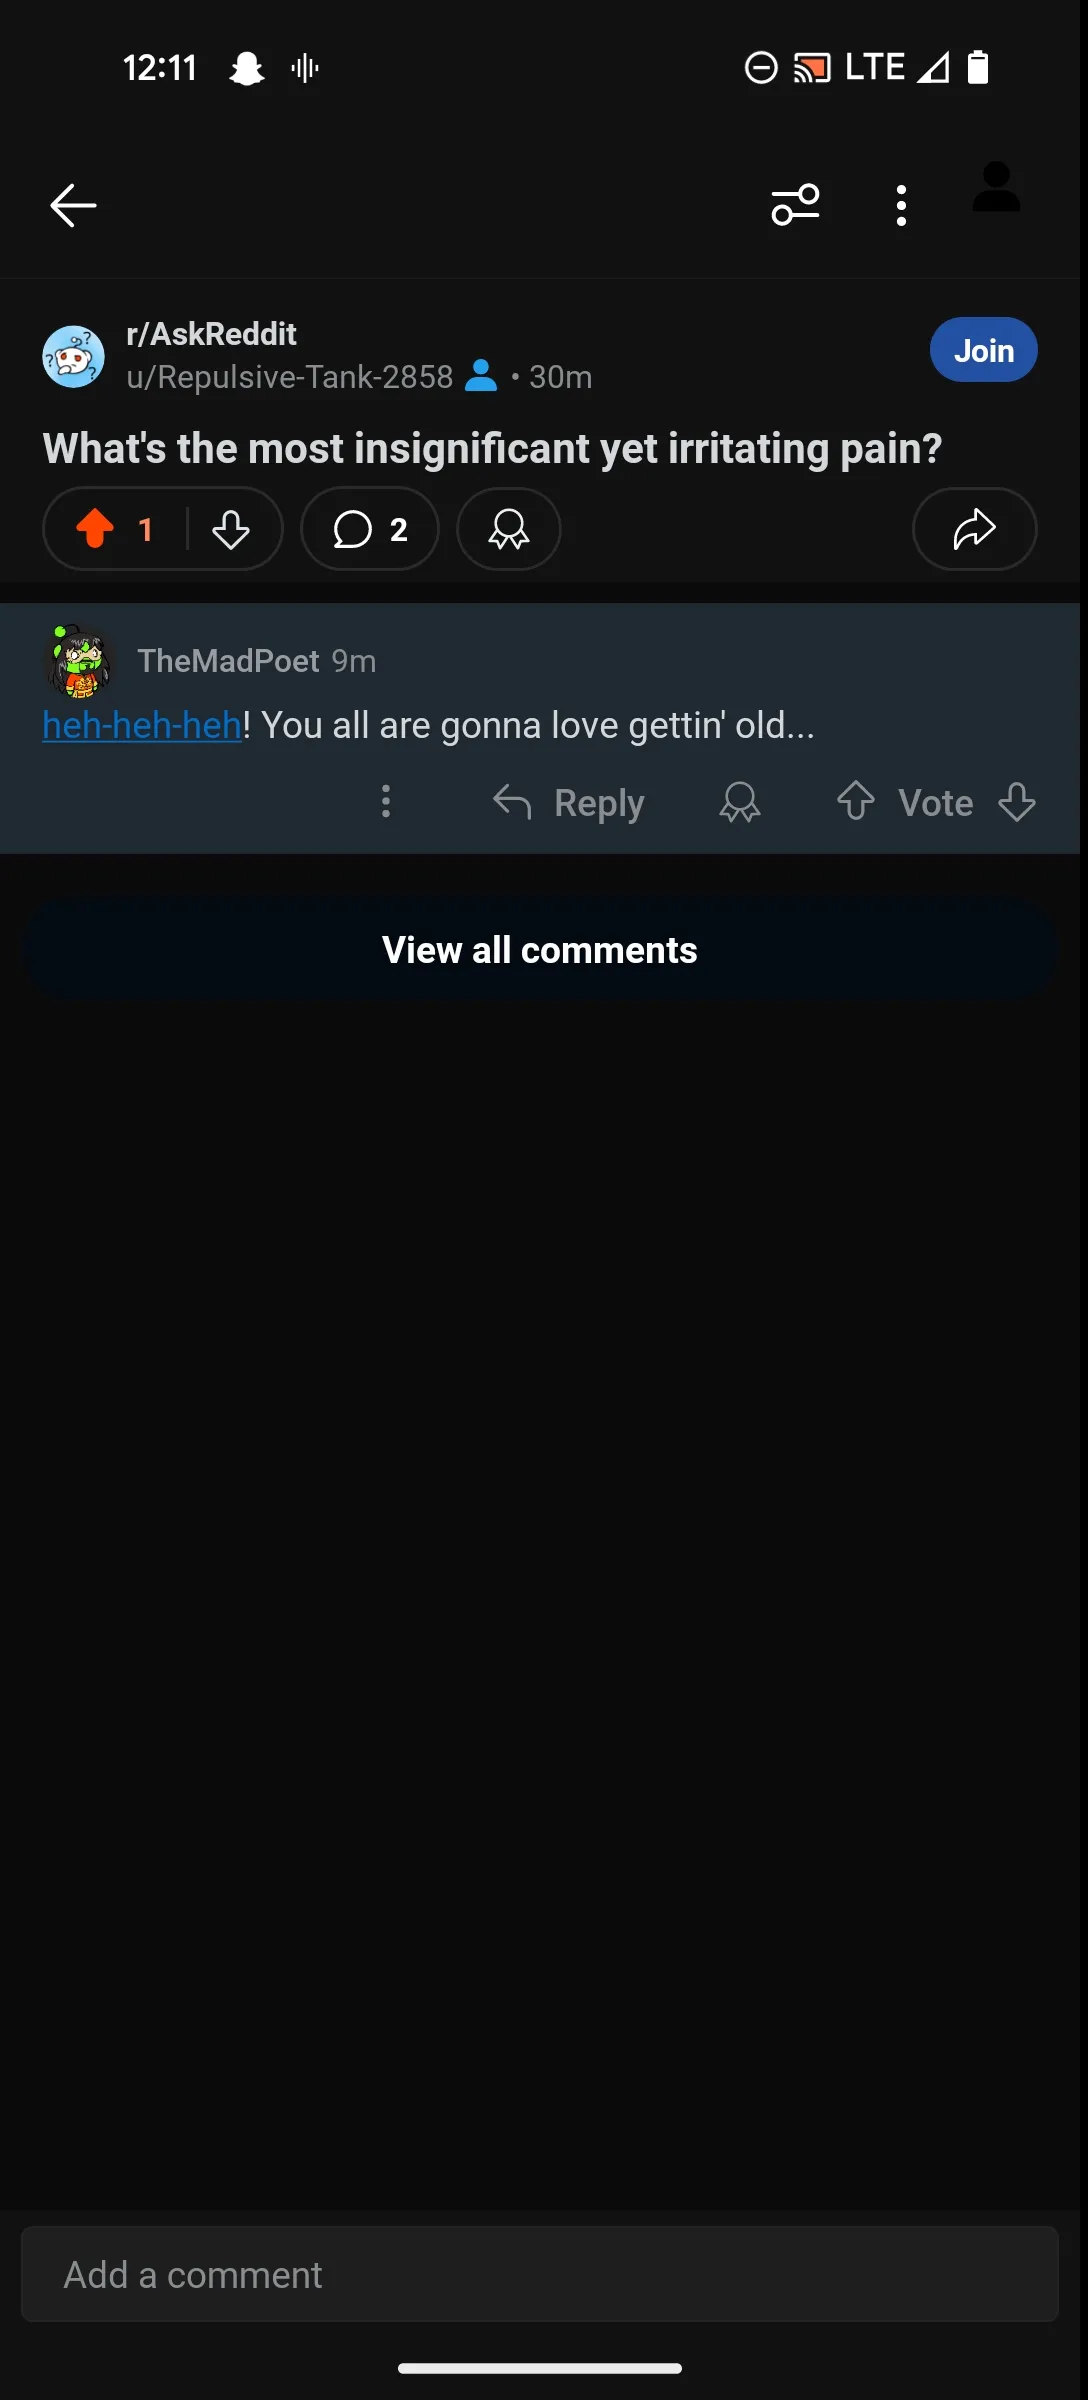 12:11 LTE
r/AskReddit
u/Repulsive-Tank-2858 • 30m
Join
What's the most insignificant yet irritating pain?
1 2
TheMadPoet 9m
heh-heh-heh! You all are gonna love gettin' old...
Reply Vote
View all comments
Add a comment